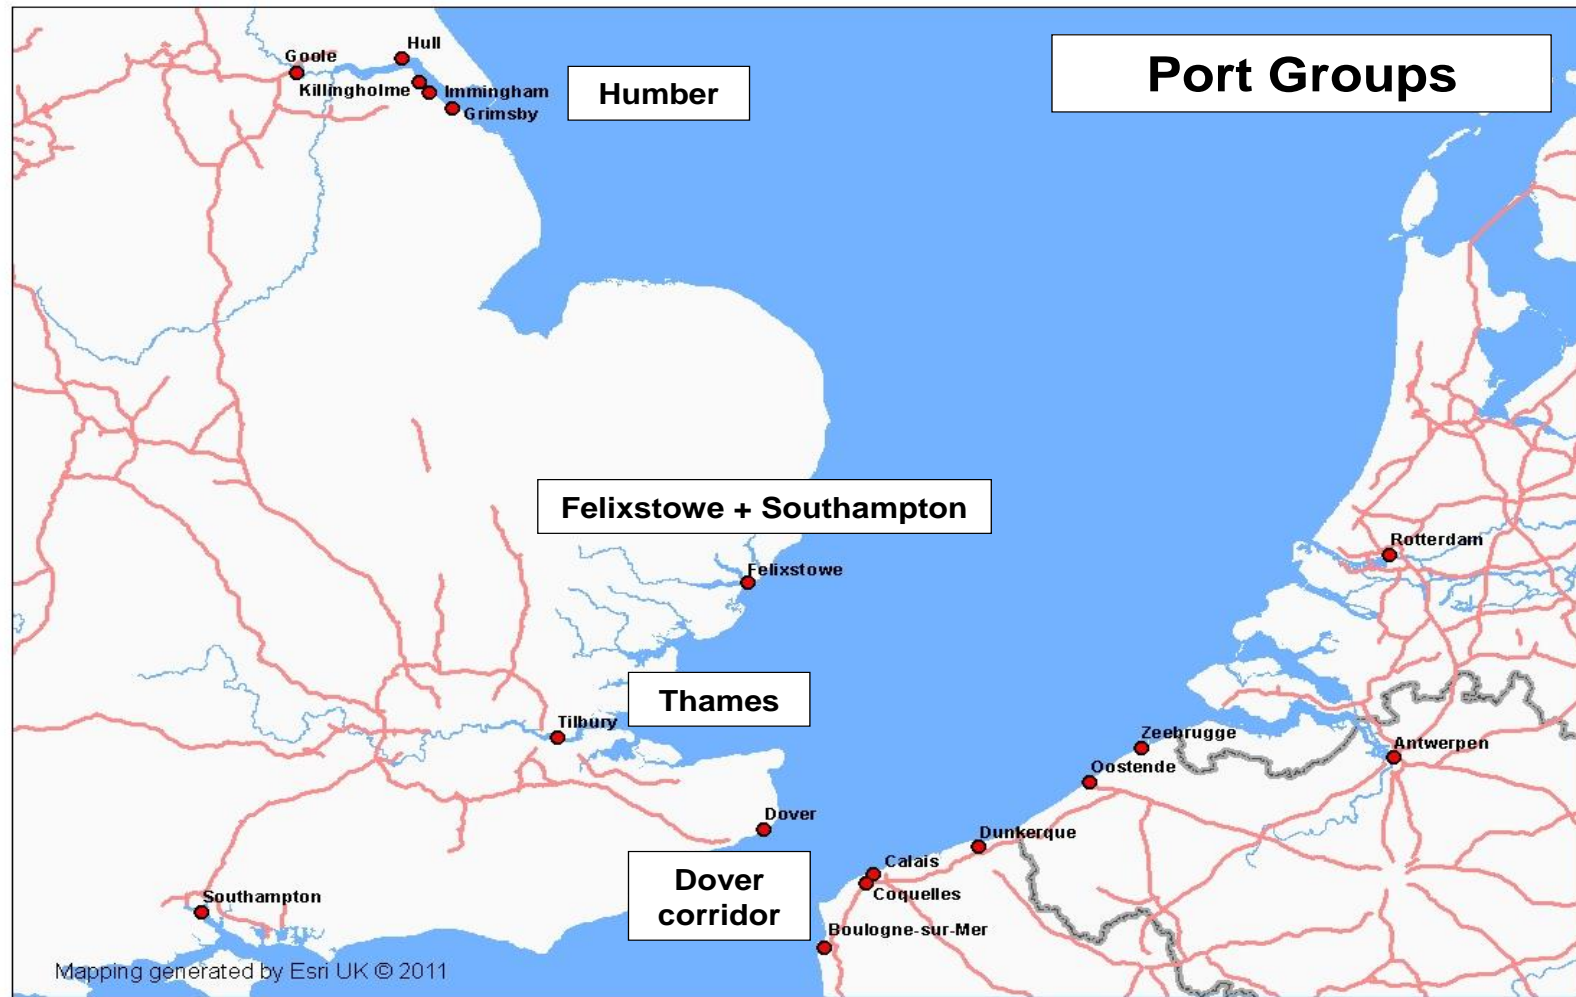 Port Groups
Hull
Goole
Killingholme
Immingham
Grimsby
Humber
Felixstowe + Southampton
Felixstowe
Rotterdam
Thames
Tilbury
Zeebrugge
Antwerpen
Oostende
Dover
Dunkerque
Calais
Coquelles
Dover
corridor
Southampton
Boulogne-sur-Mer
Mapping generated by Esri UK © 2011